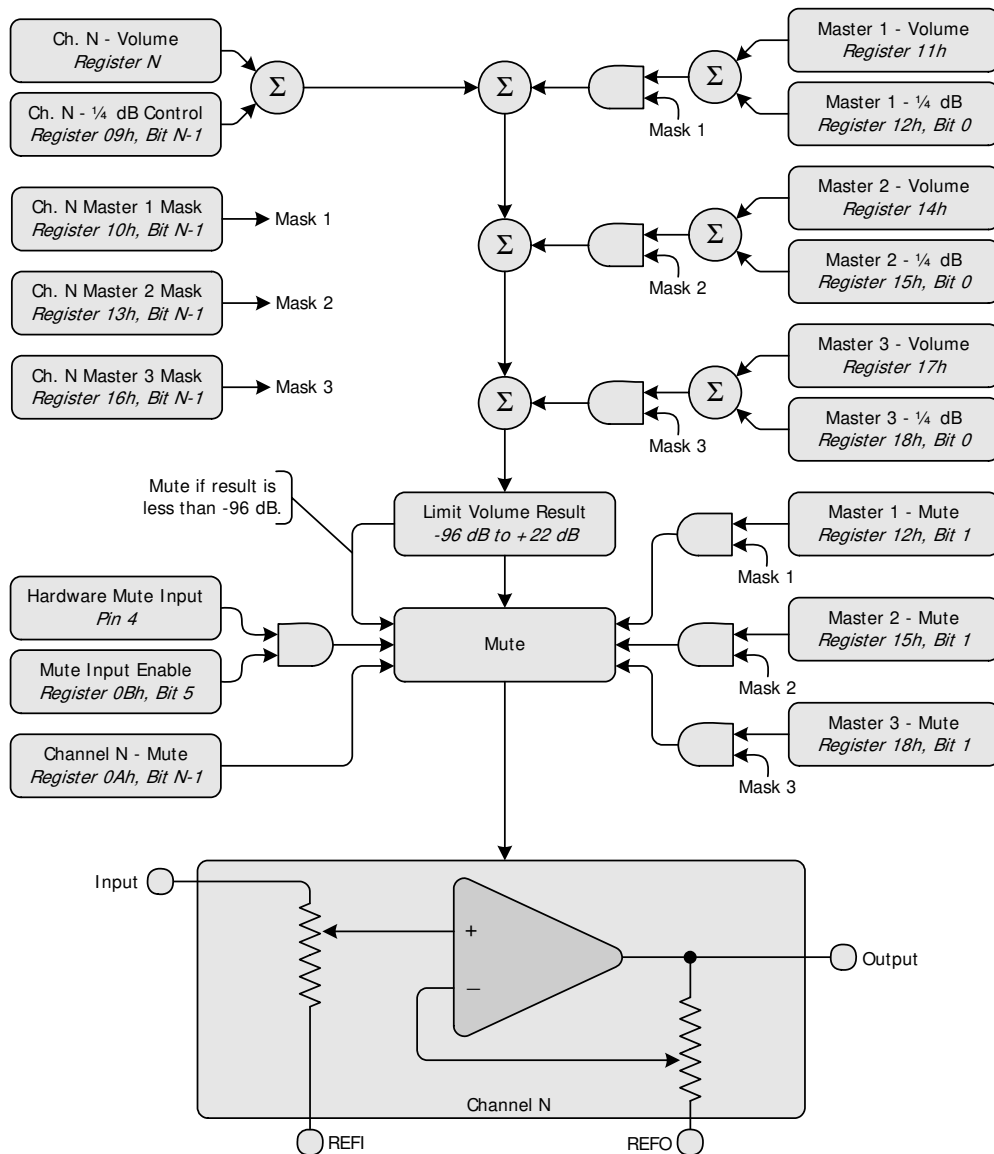 Ch. N - Volume
Register N
Ch. N - ¼ dB Control
Register 09h, Bit N-1
Σ
Σ
Mask 1
Σ
Master 1 - Volume
Register 11h
Master 1 - ¼ dB
Register 12h, Bit 0
Ch. N Master 1 Mask
Register 10h, Bit N-1
Mask 1
Ch. N Master 2 Mask
Register 13h, Bit N-1
Mask 2
Ch. N Master 3 Mask
Register 16h, Bit N-1
Mask 3
Σ
Mask 2
Σ
Master 2 - Volume
Register 14h
Master 2 - ¼ dB
Register 15h, Bit 0
Σ
Mask 3
Σ
Master 3 - Volume
Register 17h
Master 3 - ¼ dB
Register 18h, Bit 0
Mute if result is
less than -96 dB.
Limit Volume Result
-96 dB to +22 dB
Master 1 - Mute
Register 12h, Bit 1
Mask 1
Hardware Mute Input
Pin 4
Mute Input Enable
Register 0Bh, Bit 5
Mute
Master 2 - Mute
Register 15h, Bit 1
Mask 2
Channel N - Mute
Register 0Ah, Bit N-1
Master 3 - Mute
Register 18h, Bit 1
Mask 3
Input
+
−
Output
Channel N
REFI
REFO